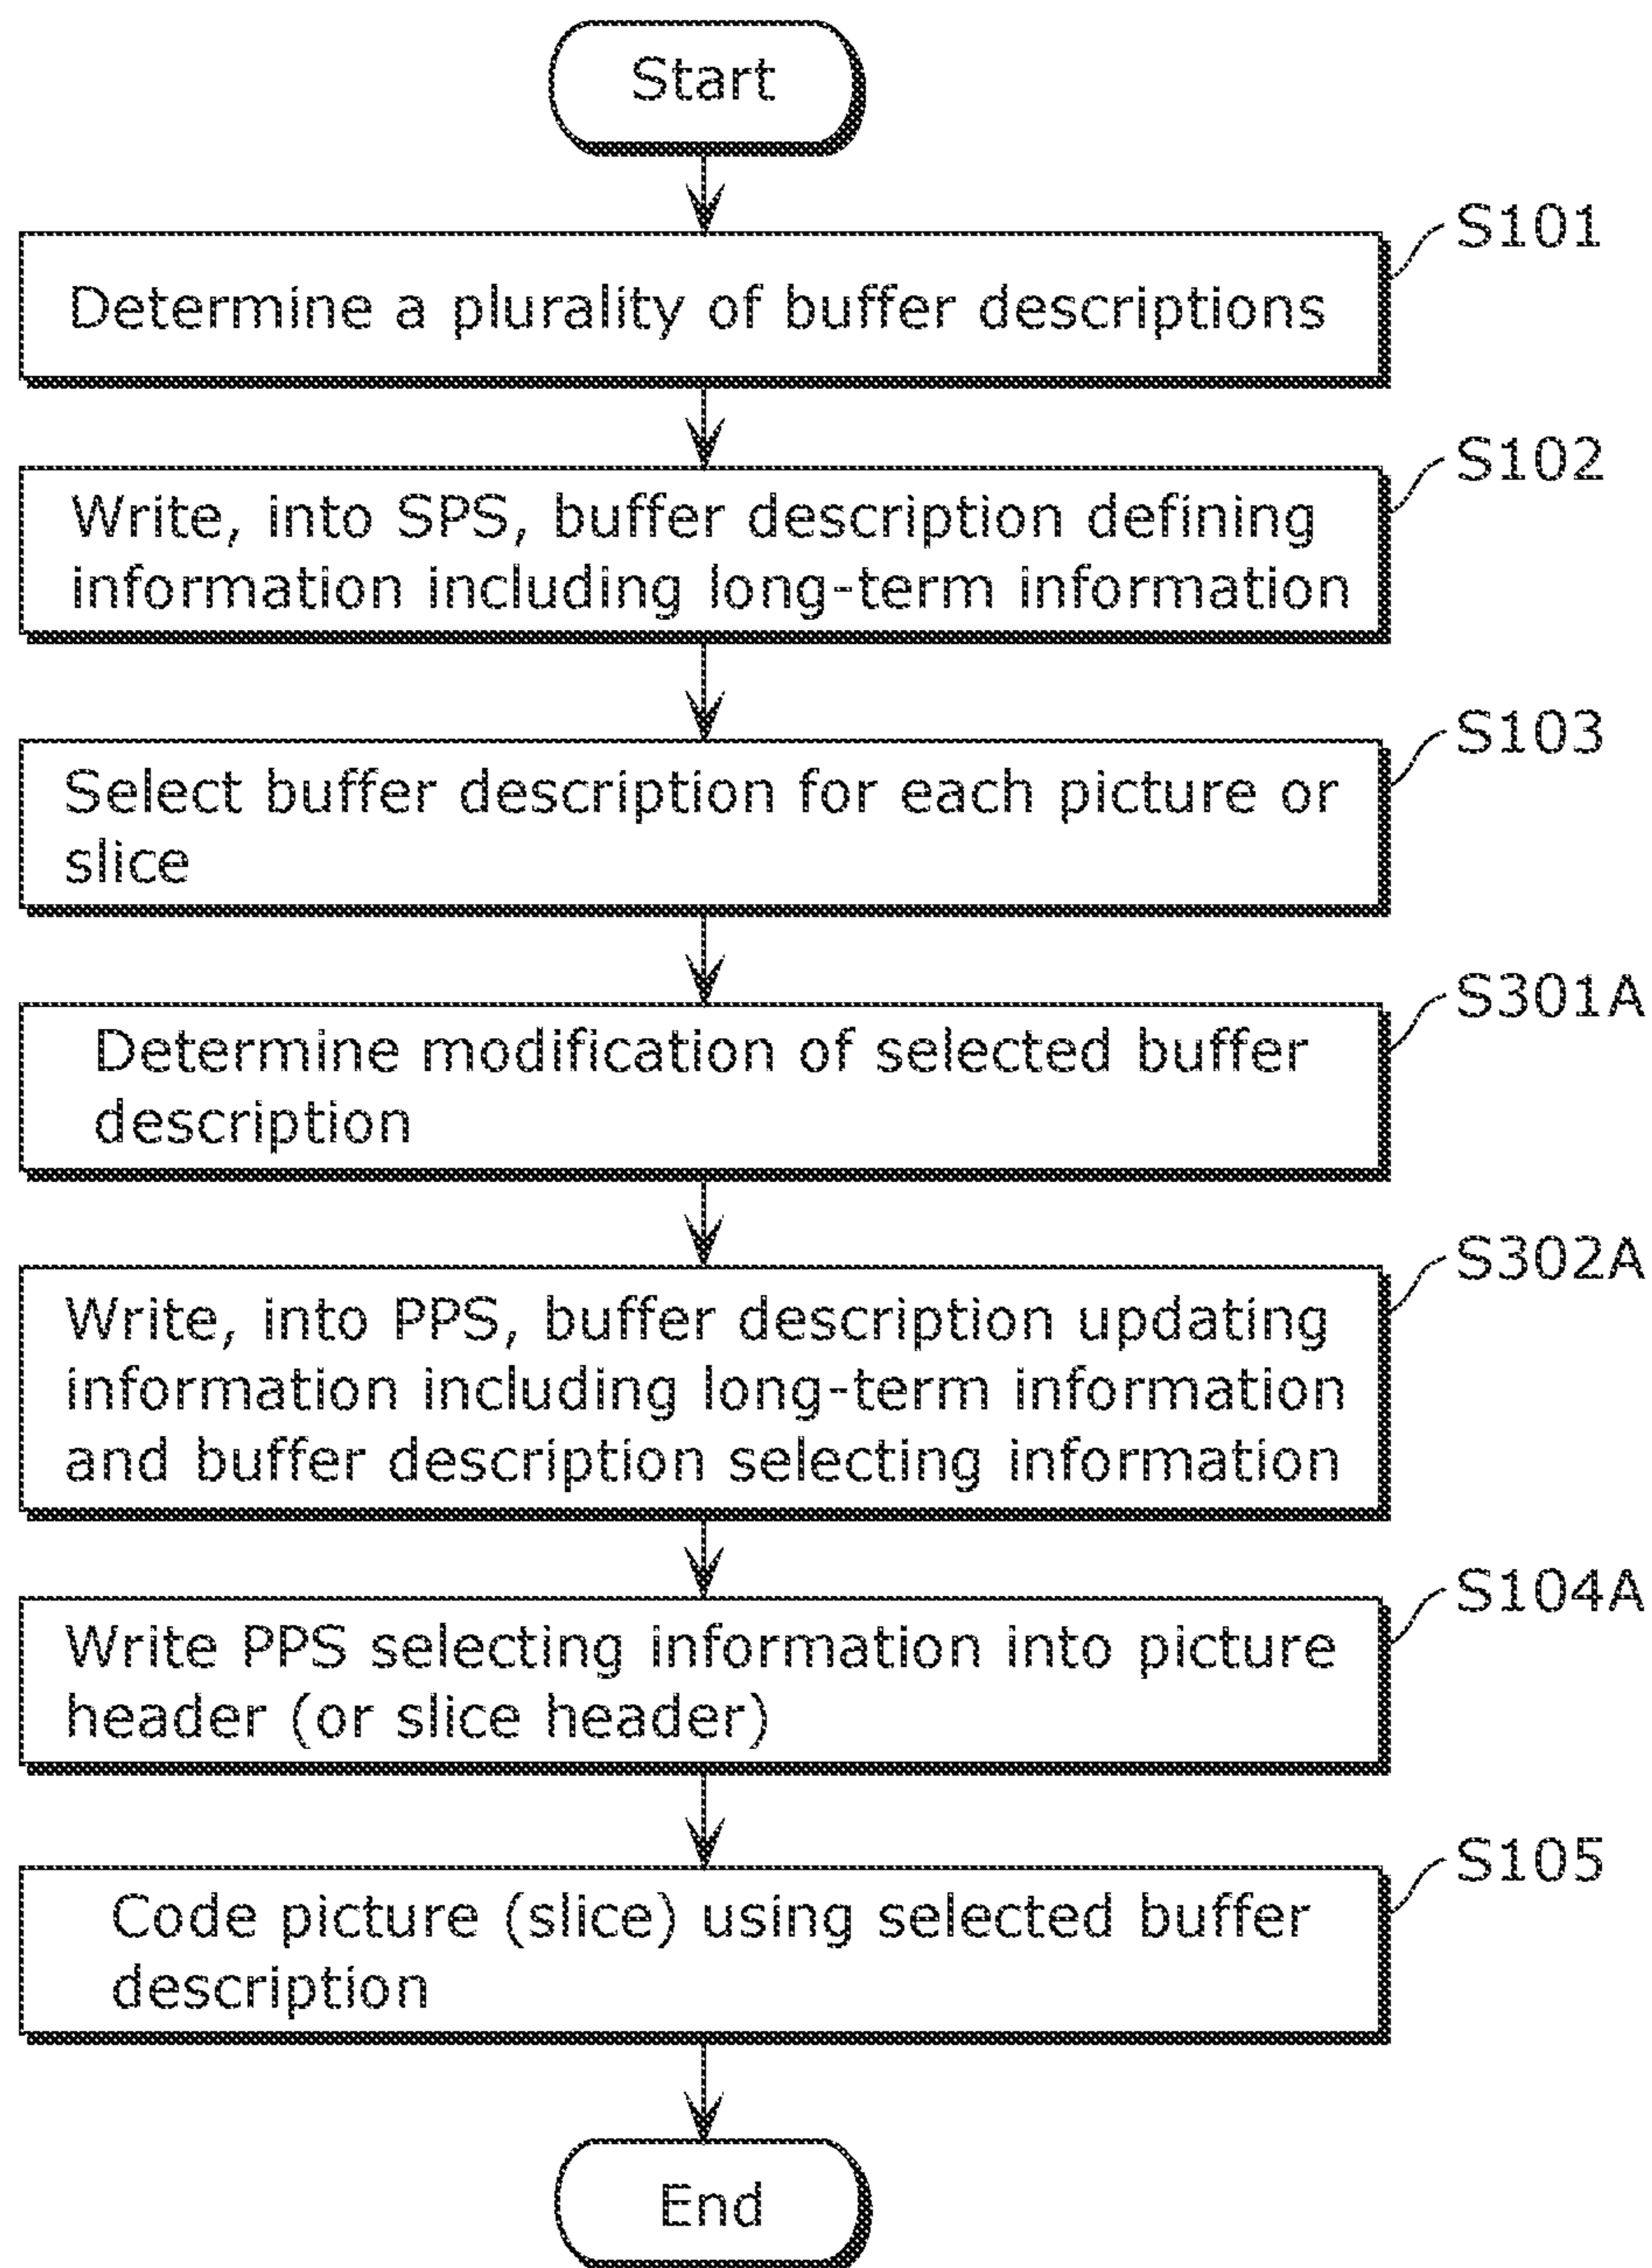 Start
S101
Determine a plurality of buffer descriptions
S102
Write, into SPS, buffer description defining
information including long-term information
S103
Select buffer description for each picture or
slice
S301A
Determine modification of selected buffer
description
S302A
Write, into PPS, buffer description updating
information including long-term information
and buffer description selecting information
S104A
Write PPS selecting information into picture
header (or slice header)
S105
Code picture (slice) using selected buffer
description
End